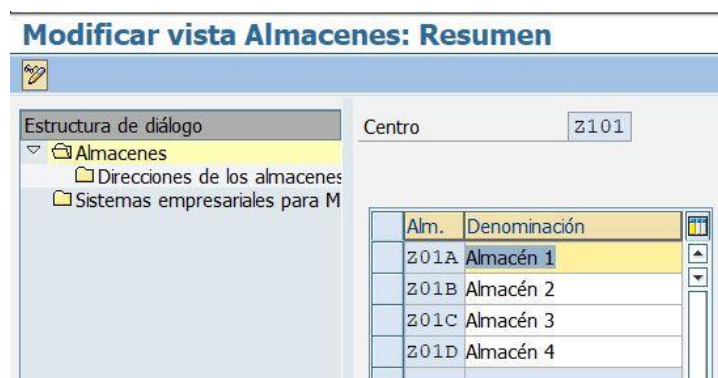 Modificar vista Almacenes: Resumen
Estructura de diálogo
Almacenes
Direcciones de los almacenes
Sistemas empresariales para M
Centro Z101
Alm. Denominación
Z01A Almacén 1
Z01B Almacén 2
Z01C Almacén 3
Z01D Almacén 4